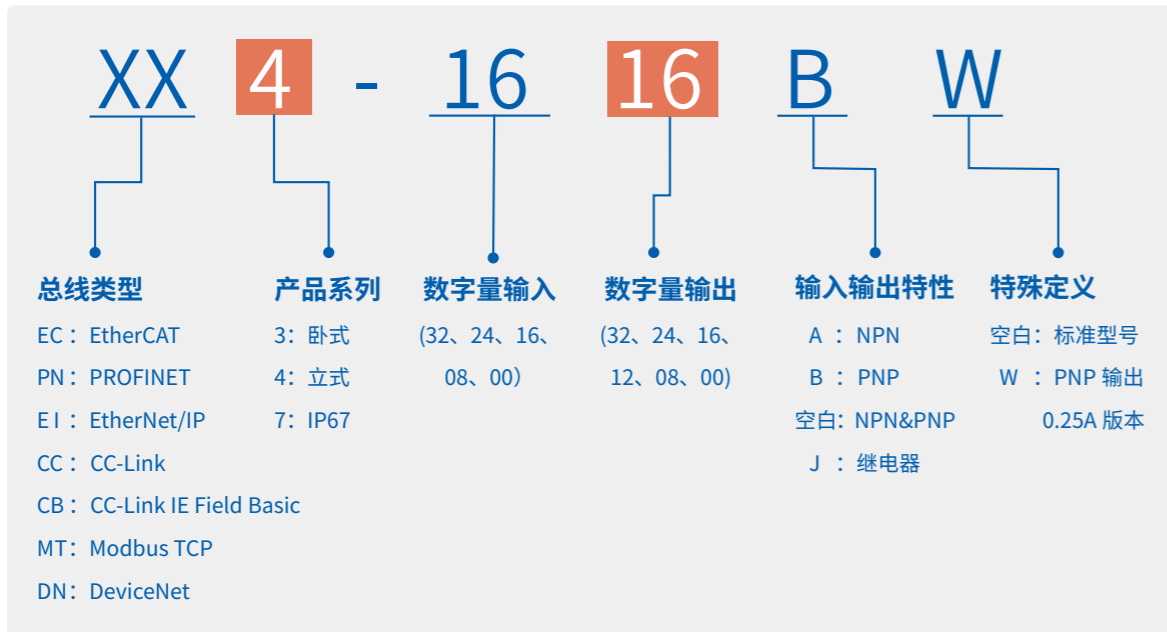 XX 4 - 16 16 B W
总线类型
EC：EtherCAT
PN：PROFINET
EI：EtherNet/IP
CC：CC-Link
CB：CC-Link IE Field Basic
MT：Modbus TCP
DN：DeviceNet
产品系列
3：卧式
4：立式
7：IP67
数字量输入
(32、24、16、
08、00）
数字量输出
(32、24、16、
12、08、00)
输入输出特性
A ：NPN
B ：PNP
空白：NPN&PNP
J ：继电器
特殊定义
空白：标准型号
W ：PNP 输出
0.25A 版本